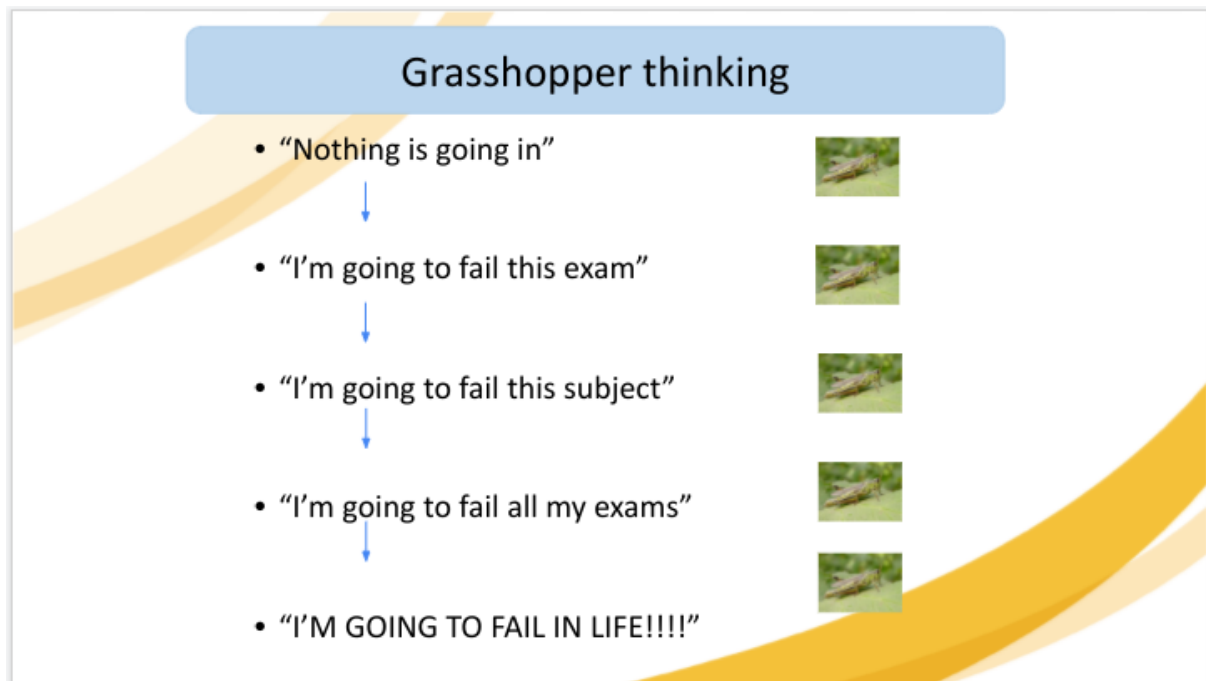 Grasshopper thinking
• “Nothing is going in”
• “I’m going to fail this exam”
• “I’m going to fail this subject”
• “I’m going to fail all my exams”
• “I’M GOING TO FAIL IN LIFE!!!!”